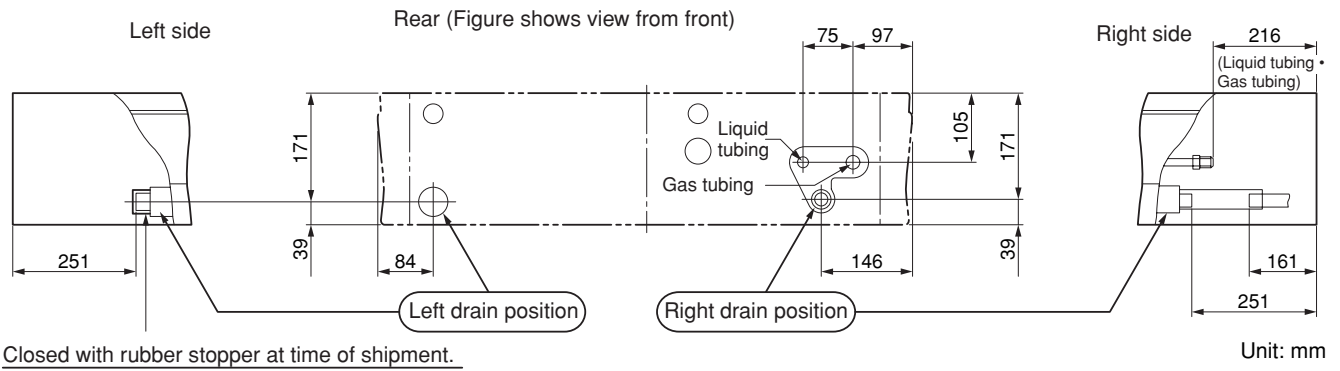 Left side
Rear (Figure shows view from front)
Right side
75
97
216
(Liquid tubing •
Gas tubing)
171
171
105
171
Liquid
tubing
Gas tubing
39
39
251
84
146
161
251
Left drain position
Right drain position
Closed with rubber stopper at time of shipment.
Unit: mm